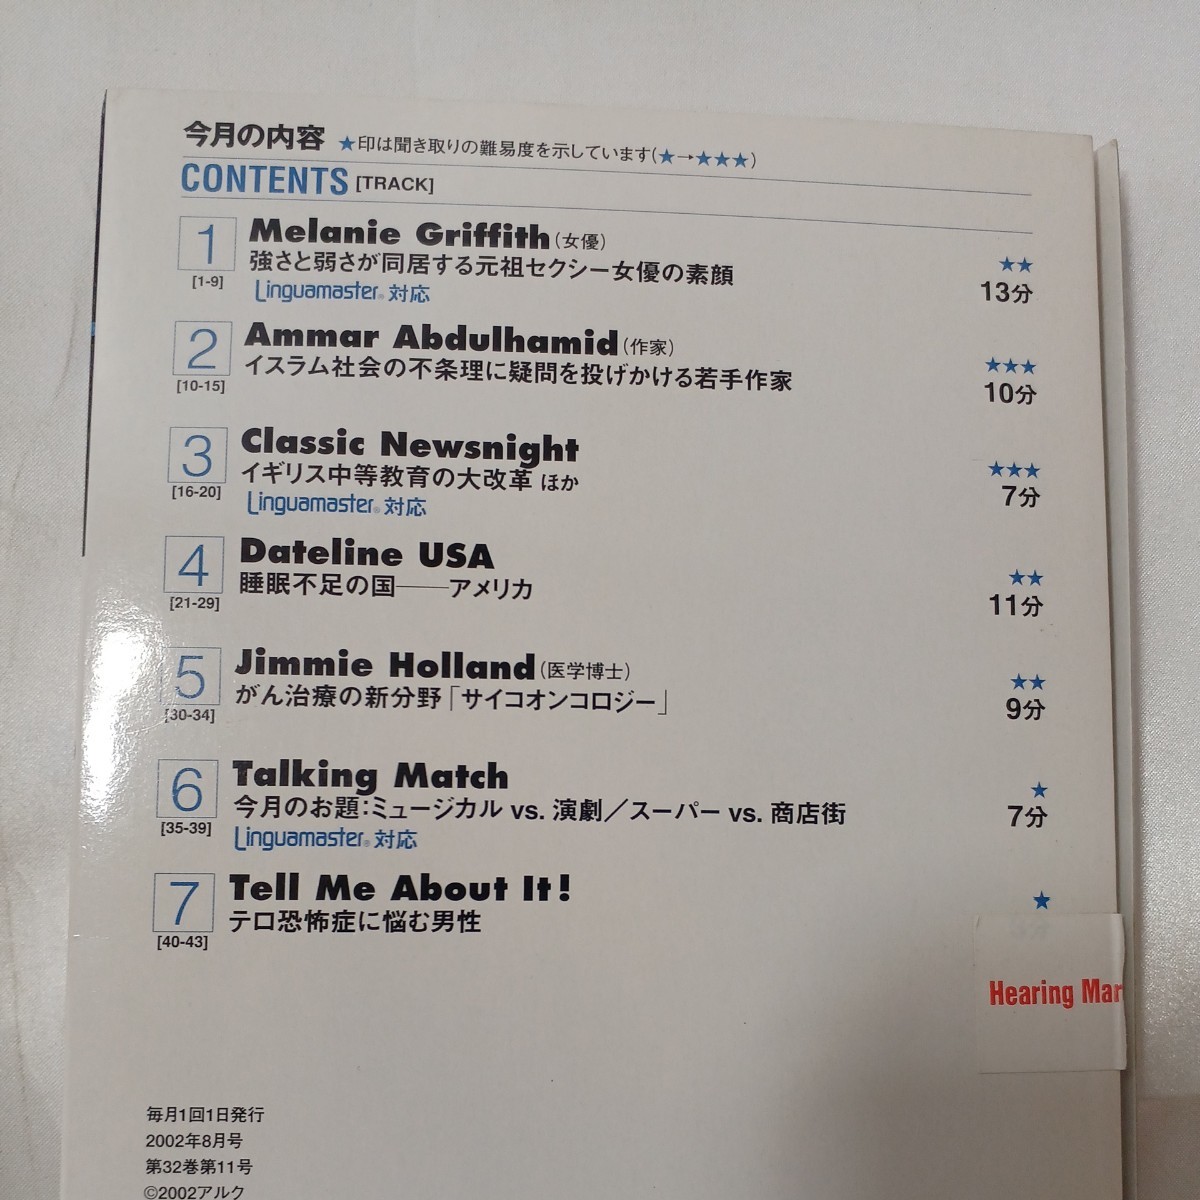 今月の内容 ★印は聞き取りの難易度を示しています(★→★★★)
CONTENTS [TRACK]
1 Melanie Griffith(女優)
強さと弱さが同居する元祖セクシー女優の素顔 ★★
[1-9] Linguamaster® 対応 13分
2 Ammar Abdulhamid(作家)
イスラム社会の不条理に疑問を投げかける若手作家 ★★★
[10-15] 10分
3 Classic Newsnight
イギリス中等教育の大改革 ほか ★★★
[16-20] Linguamaster® 対応 7分
4 Dateline USA
睡眠不足の国――アメリカ ★★
[21-29] 11分
5 Jimmie Holland(医学博士)
がん治療の新分野「サイコオンコロジー」 ★★
[30-34] 9分
6 Talking Match
今月のお題:ミュージカル vs. 演劇／スーパー vs. 商店街 ★
[35-39] Linguamaster® 対応 7分
7 Tell Me About It!
テロ恐怖症に悩む男性 ★
[40-43]
Hearing Mar
毎月1回1日発行
2002年8月号
第32巻第11号
©2002アルク